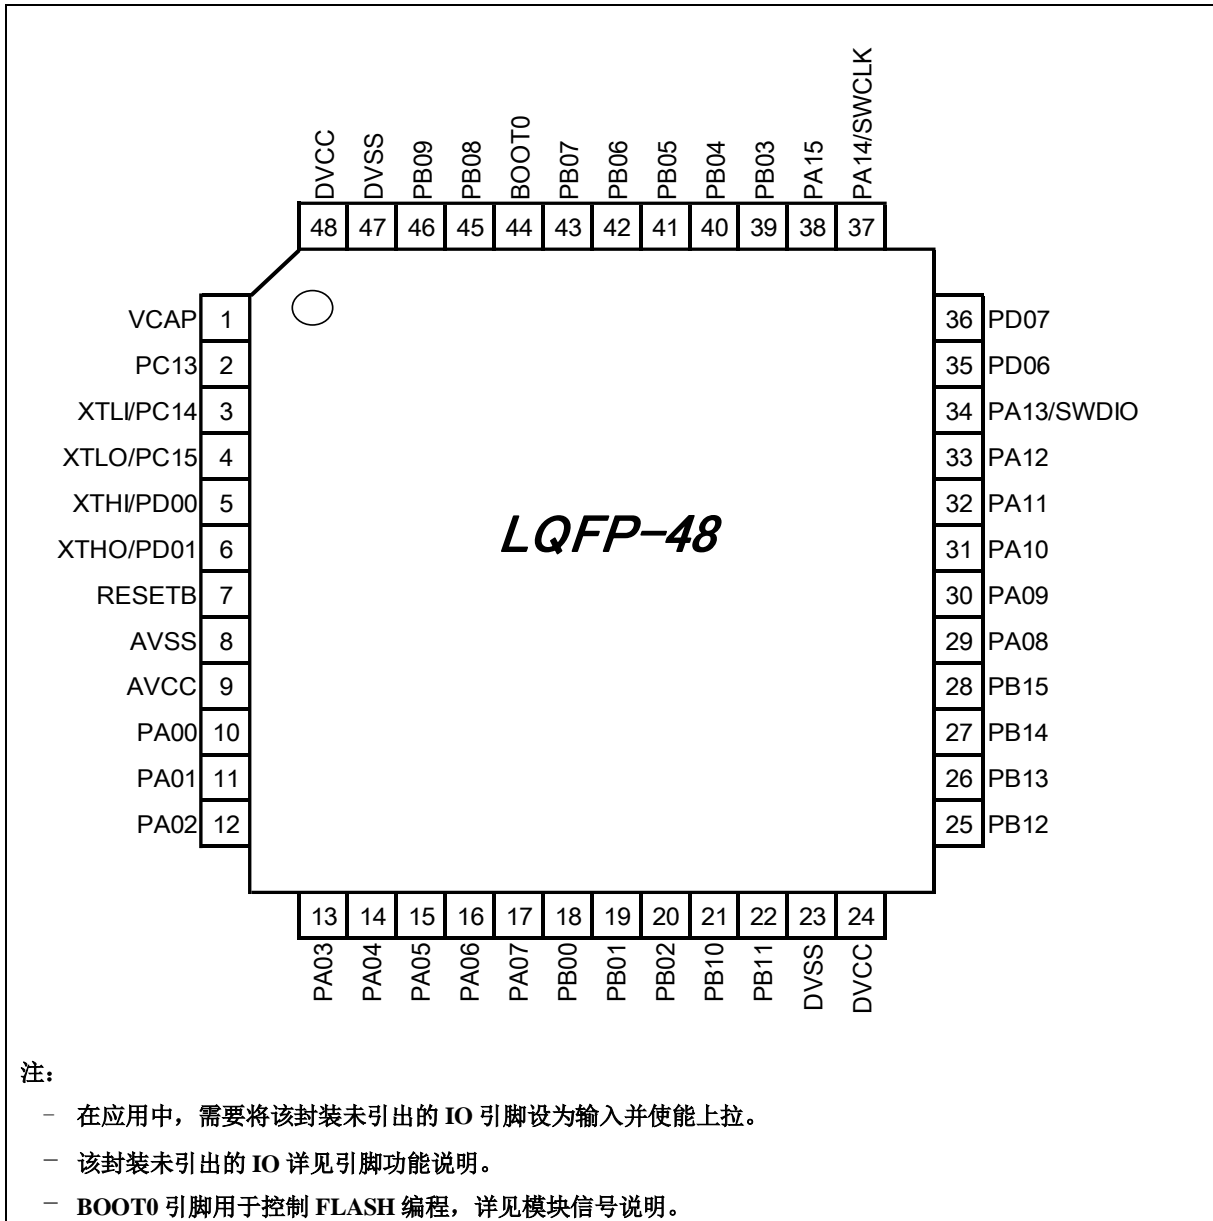 DVCC DVSS PB09 PB08 BOOT0 PB07 PB06 PB05 PB04 PB03 PA15 PA14/SWCLK
48 47 46 45 44 43 42 41 40 39 38 37
VCAP 1 36 PD07
PC13 2 35 PD06
XTLI/PC14 3 34 PA13/SWDIO
XTLO/PC15 4 33 PA12
XTHI/PD00 5 32 PA11
LQFP-48
XTHO/PD01 6 31 PA10
RESETB 7 30 PA09
AVSS 8 29 PA08
AVCC 9 28 PB15
PA00 10 27 PB14
PA01 11 26 PB13
PA02 12 25 PB12
13 14 15 16 17 18 19 20 21 22 23 24
PA03 PA04 PA05 PA06 PA07 PB00 PB01 PB02 PB10 PB11 DVSS DVCC
注：
－ 在应用中，需要将该封装未引出的 IO 引脚设为输入并使能上拉。
－ 该封装未引出的 IO 详见引脚功能说明。
－ BOOT0 引脚用于控制 FLASH 编程，详见模块信号说明。